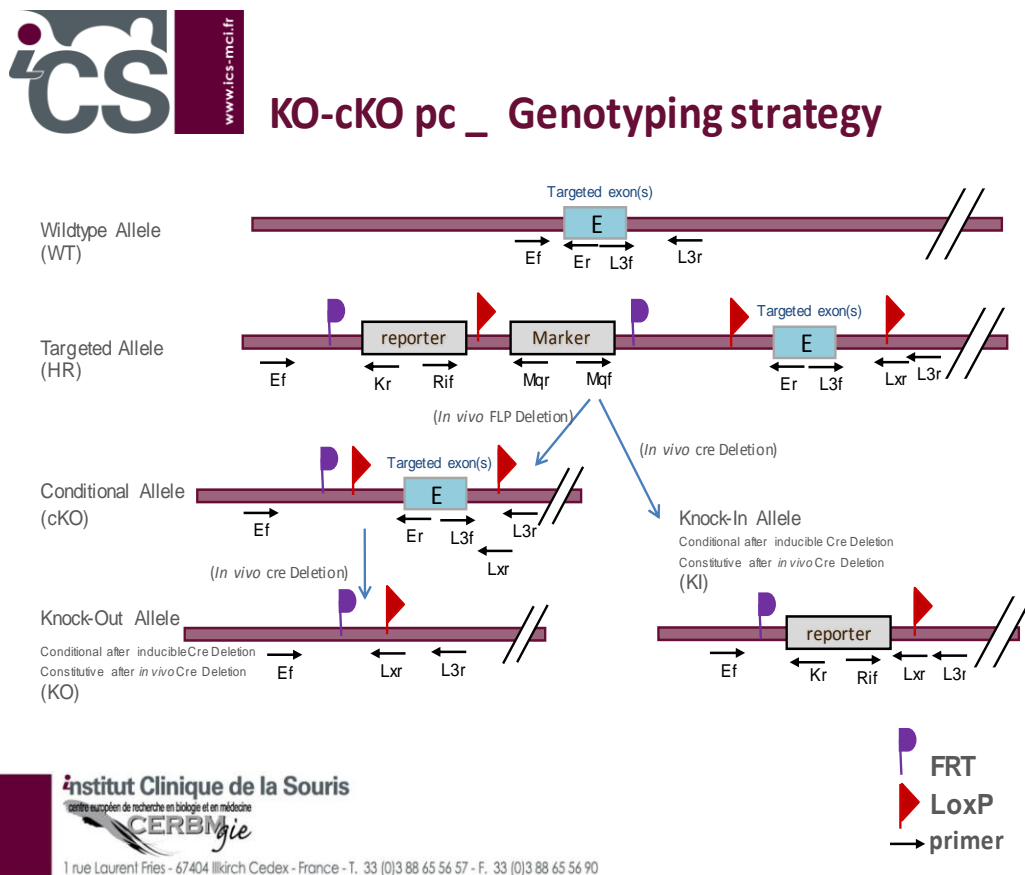 iCS
www.ics-mci.fr
KO-cKO pc _ Genotyping strategy
Targeted exon(s)
Wildtype Allele
(WT)
E
Ef
Er
L3f
L3r
Targeted exon(s)
Targeted Allele
(HR)
reporter
Marker
E
Ef
Kr
Rif
Mqr
Mqf
Er
L3f
Lxr
L3r
(In vivo FLP Deletion)
(In vivo cre Deletion)
Targeted exon(s)
Conditional Allele
(cKO)
E
Ef
Er
L3f
L3r
Lxr
Knock-In Allele
Conditional after inducible Cre Deletion
Constitutive after in vivo Cre Deletion
(KI)
(In vivo cre Deletion)
Knock-Out Allele
Conditional after inducible Cre Deletion
Constitutive after in vivo Cre Deletion
(KO)
Ef
Lxr
L3r
reporter
Ef
Kr
Rif
Lxr
L3r
FRT
LoxP
primer
institut Clinique de la Souris
centre européen de recherche en biologie et en médecine
CERBMgie
1 rue Laurent Fries - 67404 Illkirch Cedex - France - T. 33 (0)3 88 65 56 57 - F. 33 (0)3 88 65 56 90